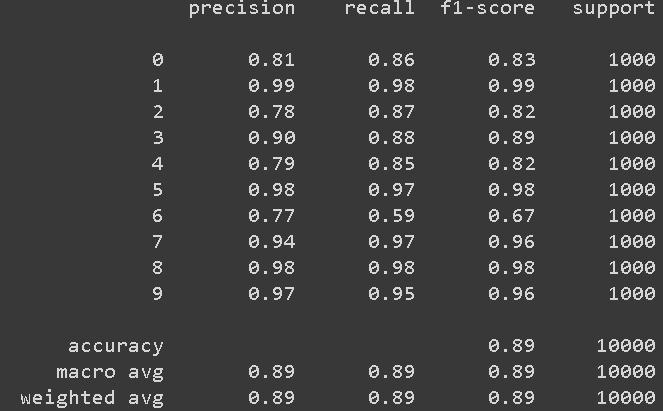 precision recall f1-score support
0 0.81 0.86 0.83 1000
1 0.99 0.98 0.99 1000
2 0.78 0.87 0.82 1000
3 0.90 0.88 0.89 1000
4 0.79 0.85 0.82 1000
5 0.98 0.97 0.98 1000
6 0.77 0.59 0.67 1000
7 0.94 0.97 0.96 1000
8 0.98 0.98 0.98 1000
9 0.97 0.95 0.96 1000
accuracy 0.89 10000
macro avg 0.89 0.89 0.89 10000
weighted avg 0.89 0.89 0.89 10000